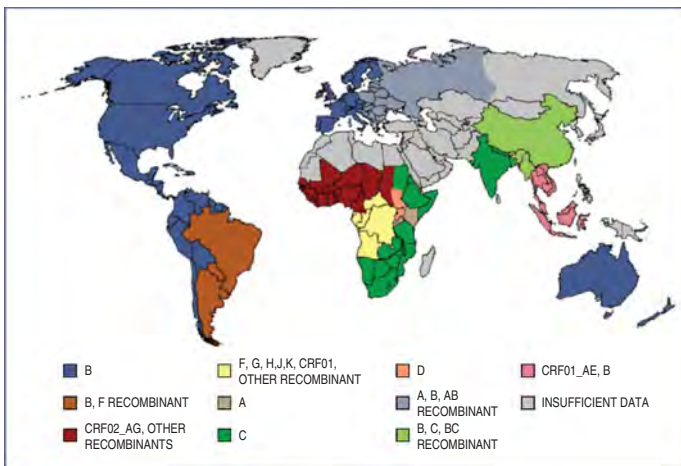 B
B, F RECOMBINANT
CRF02_AG, OTHER
RECOMBINANTS
F, G, H,J,K, CRF01,
OTHER RECOMBINANT
A
C
D
A, B, AB
RECOMBINANT
B, C, BC
RECOMBINANT
CRF01_AE, B
INSUFFICIENT DATA